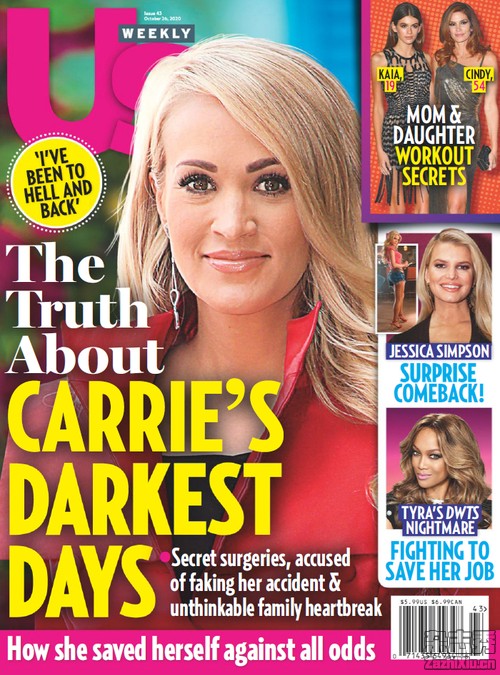 Us
WEEKLY
Issue 43
October 26, 2020
'I'VE
BEEN TO
HELL AND
BACK'
The
Truth
About
CARRIE'S
DARKEST
DAYS
• Secret surgeries, accused
of faking her accident &
unthinkable family heartbreak
How she saved herself against all odds
KAIA,
19
CINDY,
54
MOM &
DAUGHTER
WORKOUT
SECRETS
JESSICA SIMPSON
SURPRISE
COMEBACK!
TYRA'S DWTS
NIGHTMARE
FIGHTING TO
SAVE HER JOB
$5.99US $6.99CAN
43>
zazhixiu.cn